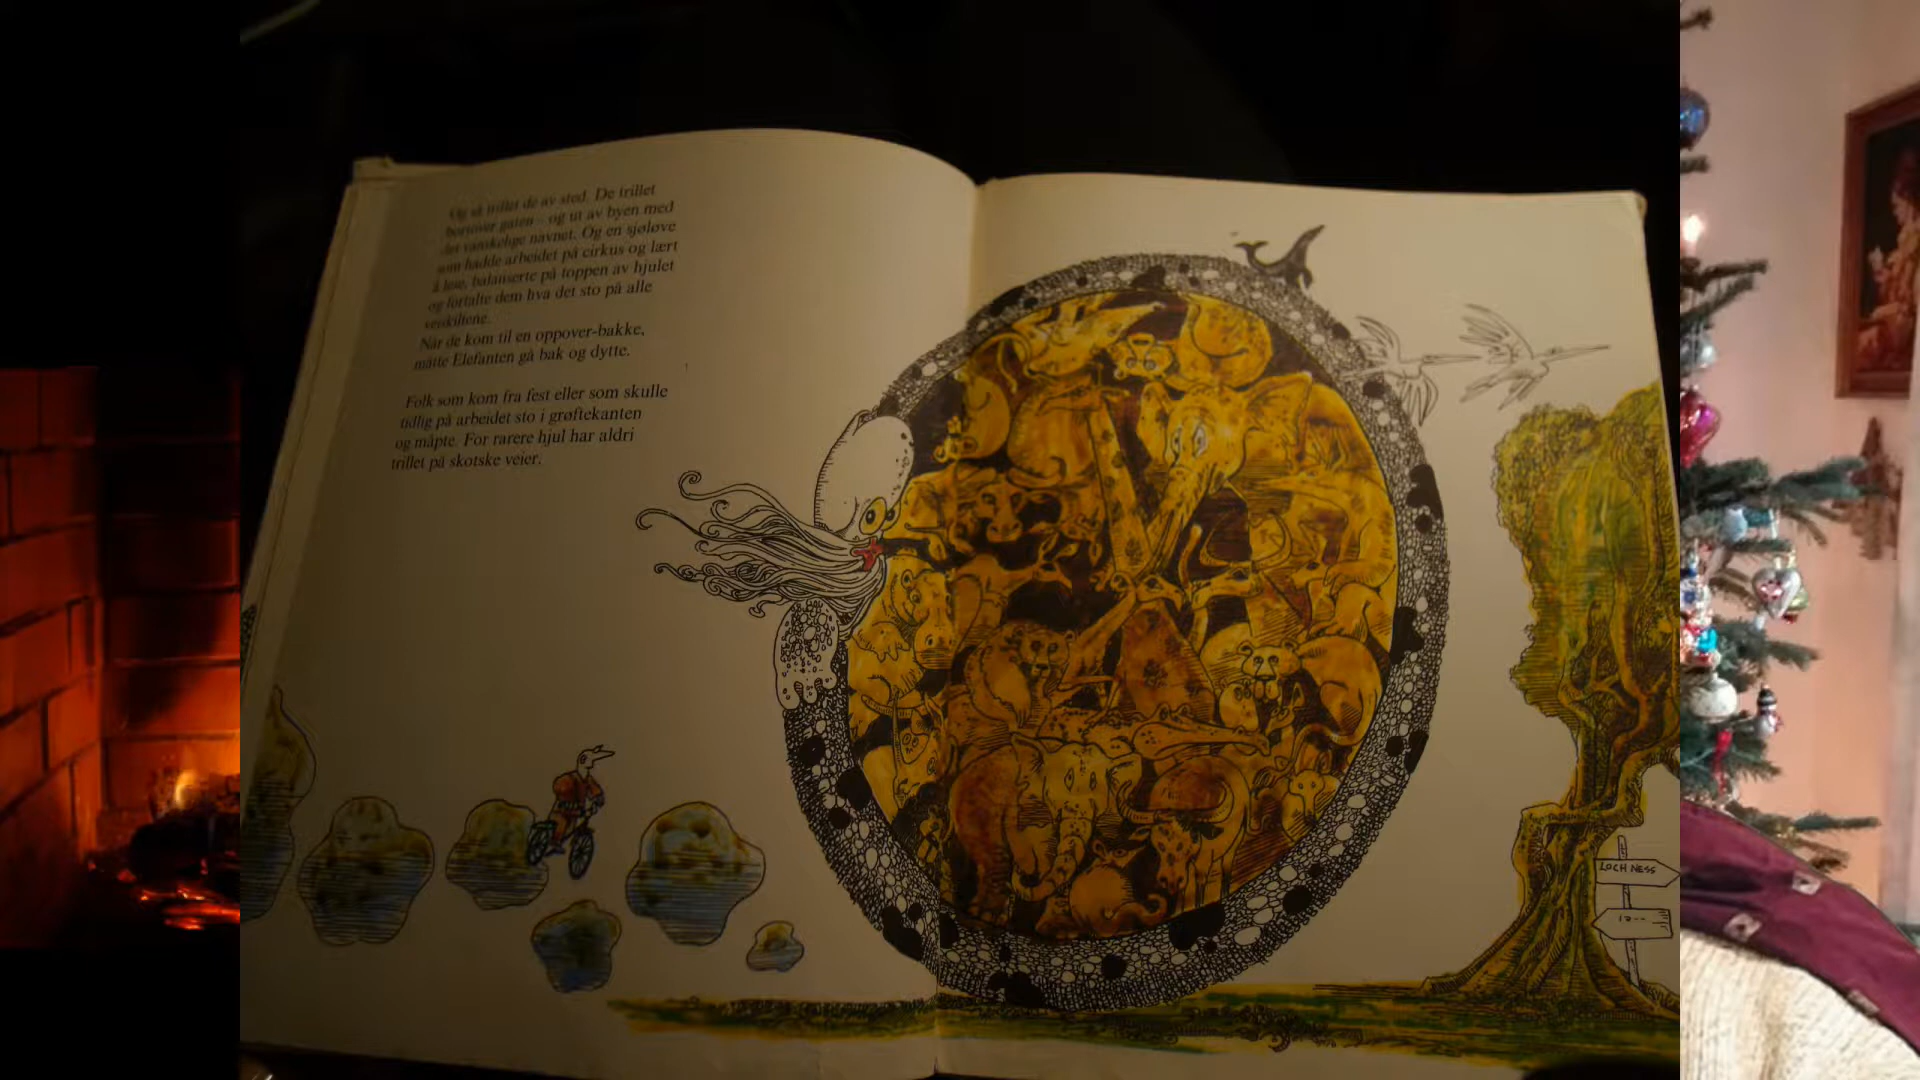 Og så trillet de av sted. De trillet
bortover gaten – og ut av byen med
det vanskelige navnet. Og en sjøløve
som hadde arbeidet på cirkus og lært
å lese, balanserte på toppen av hjulet
og fortalte dem hva det sto på alle
veiskiltene.
Når de kom til en oppover-bakke,
måtte Elefanten gå bak og dytte.
Folk som kom fra fest eller som skulle
tidlig på arbeidet sto i grøftekanten
og måpte. For rarere hjul har aldri
trillet på skotske veier.
LOCH NESS